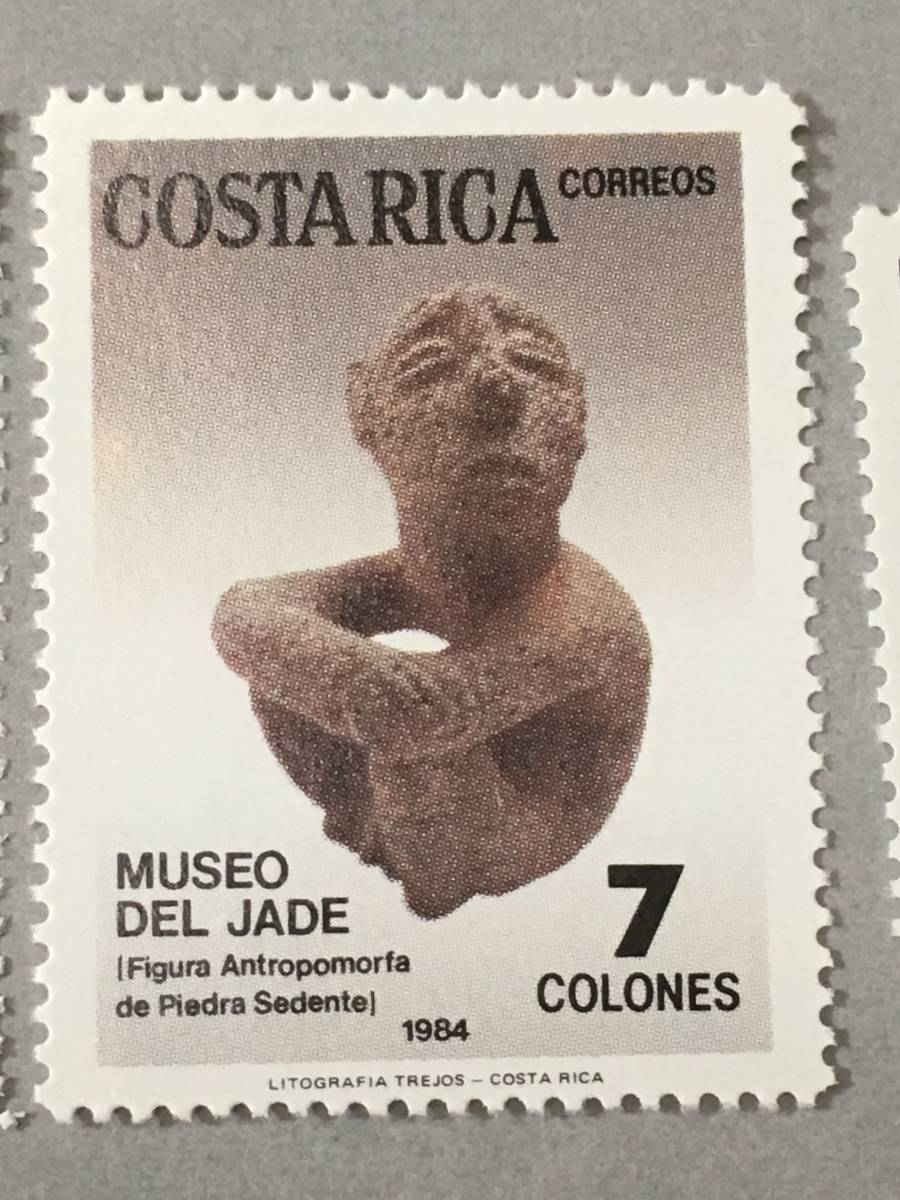 COSTA RICA CORREOS
MUSEO
DEL JADE
(Figura Antropomorfa
de Piedra Sedente)
7
COLONES
1984
LITOGRAFIA TREJOS – COSTA RICA